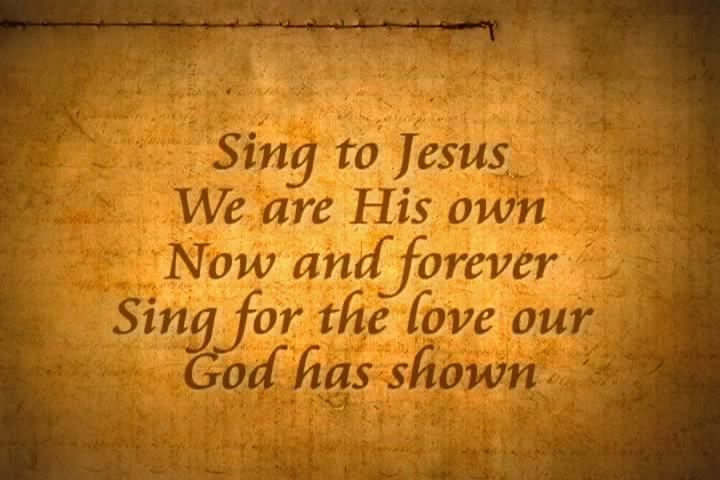 Sing to Jesus
We are His own
Now and forever
Sing for the love our
God has shown